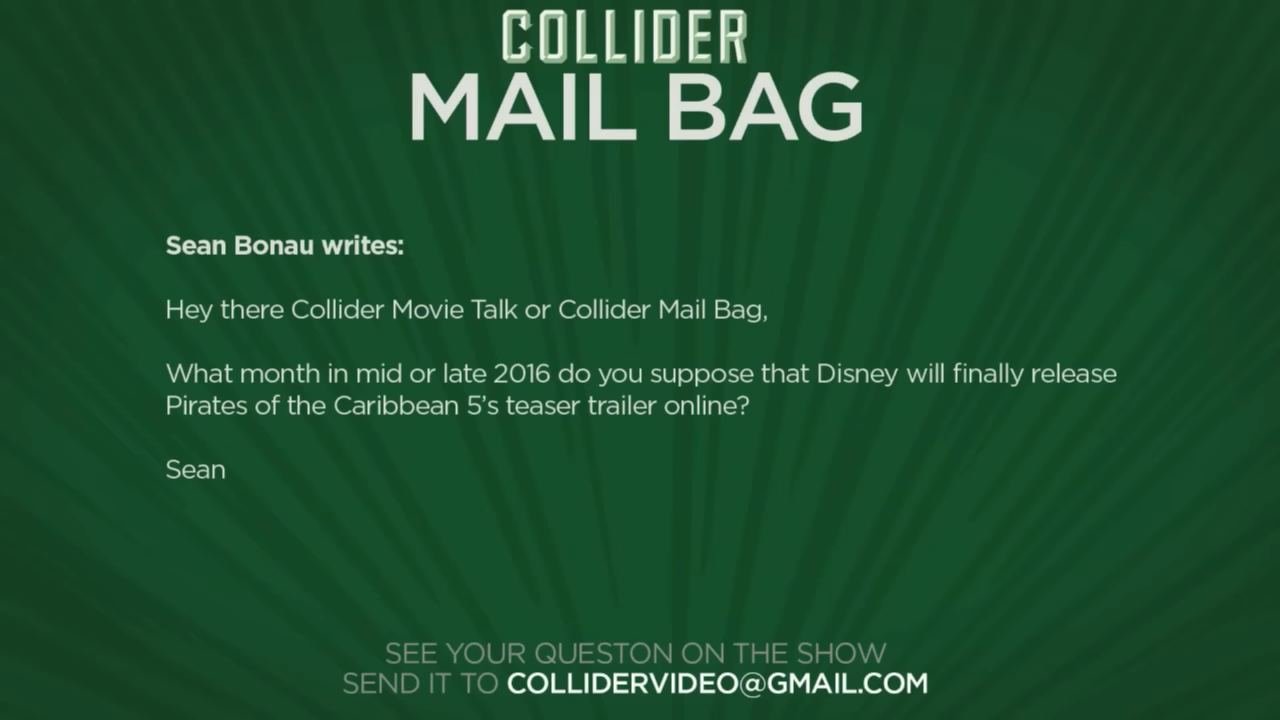 COLLIDER
MAIL BAG
Sean Bonau writes:
Hey there Collider Movie Talk or Collider Mail Bag,
What month in mid or late 2016 do you suppose that Disney will finally release
Pirates of the Caribbean 5's teaser trailer online?
Sean
SEE YOUR QUESTON ON THE SHOW
SEND IT TO COLLIDERVIDEO@GMAIL.COM